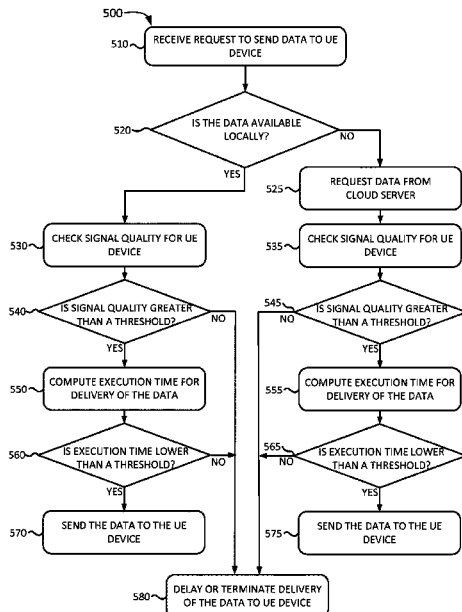 500
510
RECEIVE REQUEST TO SEND DATA TO UE
DEVICE
520
IS THE DATA AVAILABLE
LOCALLY?
NO
YES
525
REQUEST DATA FROM
CLOUD SERVER
530
CHECK SIGNAL QUALITY FOR UE
DEVICE
535
CHECK SIGNAL QUALITY FOR UE
DEVICE
540
IS SIGNAL QUALITY GREATER
THAN A THRESHOLD?
NO
YES
545
NO
IS SIGNAL QUALITY GREATER
THAN A THRESHOLD?
YES
550
COMPUTE EXECUTION TIME FOR
DELIVERY OF THE DATA
555
COMPUTE EXECUTION TIME FOR
DELIVERY OF THE DATA
560
IS EXECUTION TIME LOWER
THAN A THRESHOLD?
NO
YES
565
NO
IS EXECUTION TIME LOWER
THAN A THRESHOLD?
YES
570
SEND THE DATA TO THE UE
DEVICE
575
SEND THE DATA TO THE UE
DEVICE
580
DELAY OR TERMINATE DELIVERY
OF THE DATA TO UE DEVICE